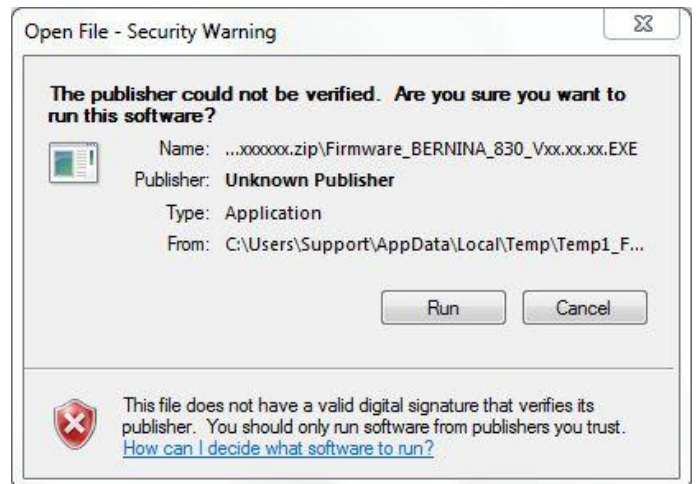 Open File - Security Warning
The publisher could not be verified. Are you sure you want to
run this software?
Name: ...xxxxxx.zip\Firmware_BERNINA_830_Vxx.xx.xx.EXE
Publisher: Unknown Publisher
Type: Application
From: C:\Users\Support\AppData\Local\Temp\Temp1_F...
Run Cancel
This file does not have a valid digital signature that verifies its
publisher. You should only run software from publishers you trust.
How can I decide what software to run?